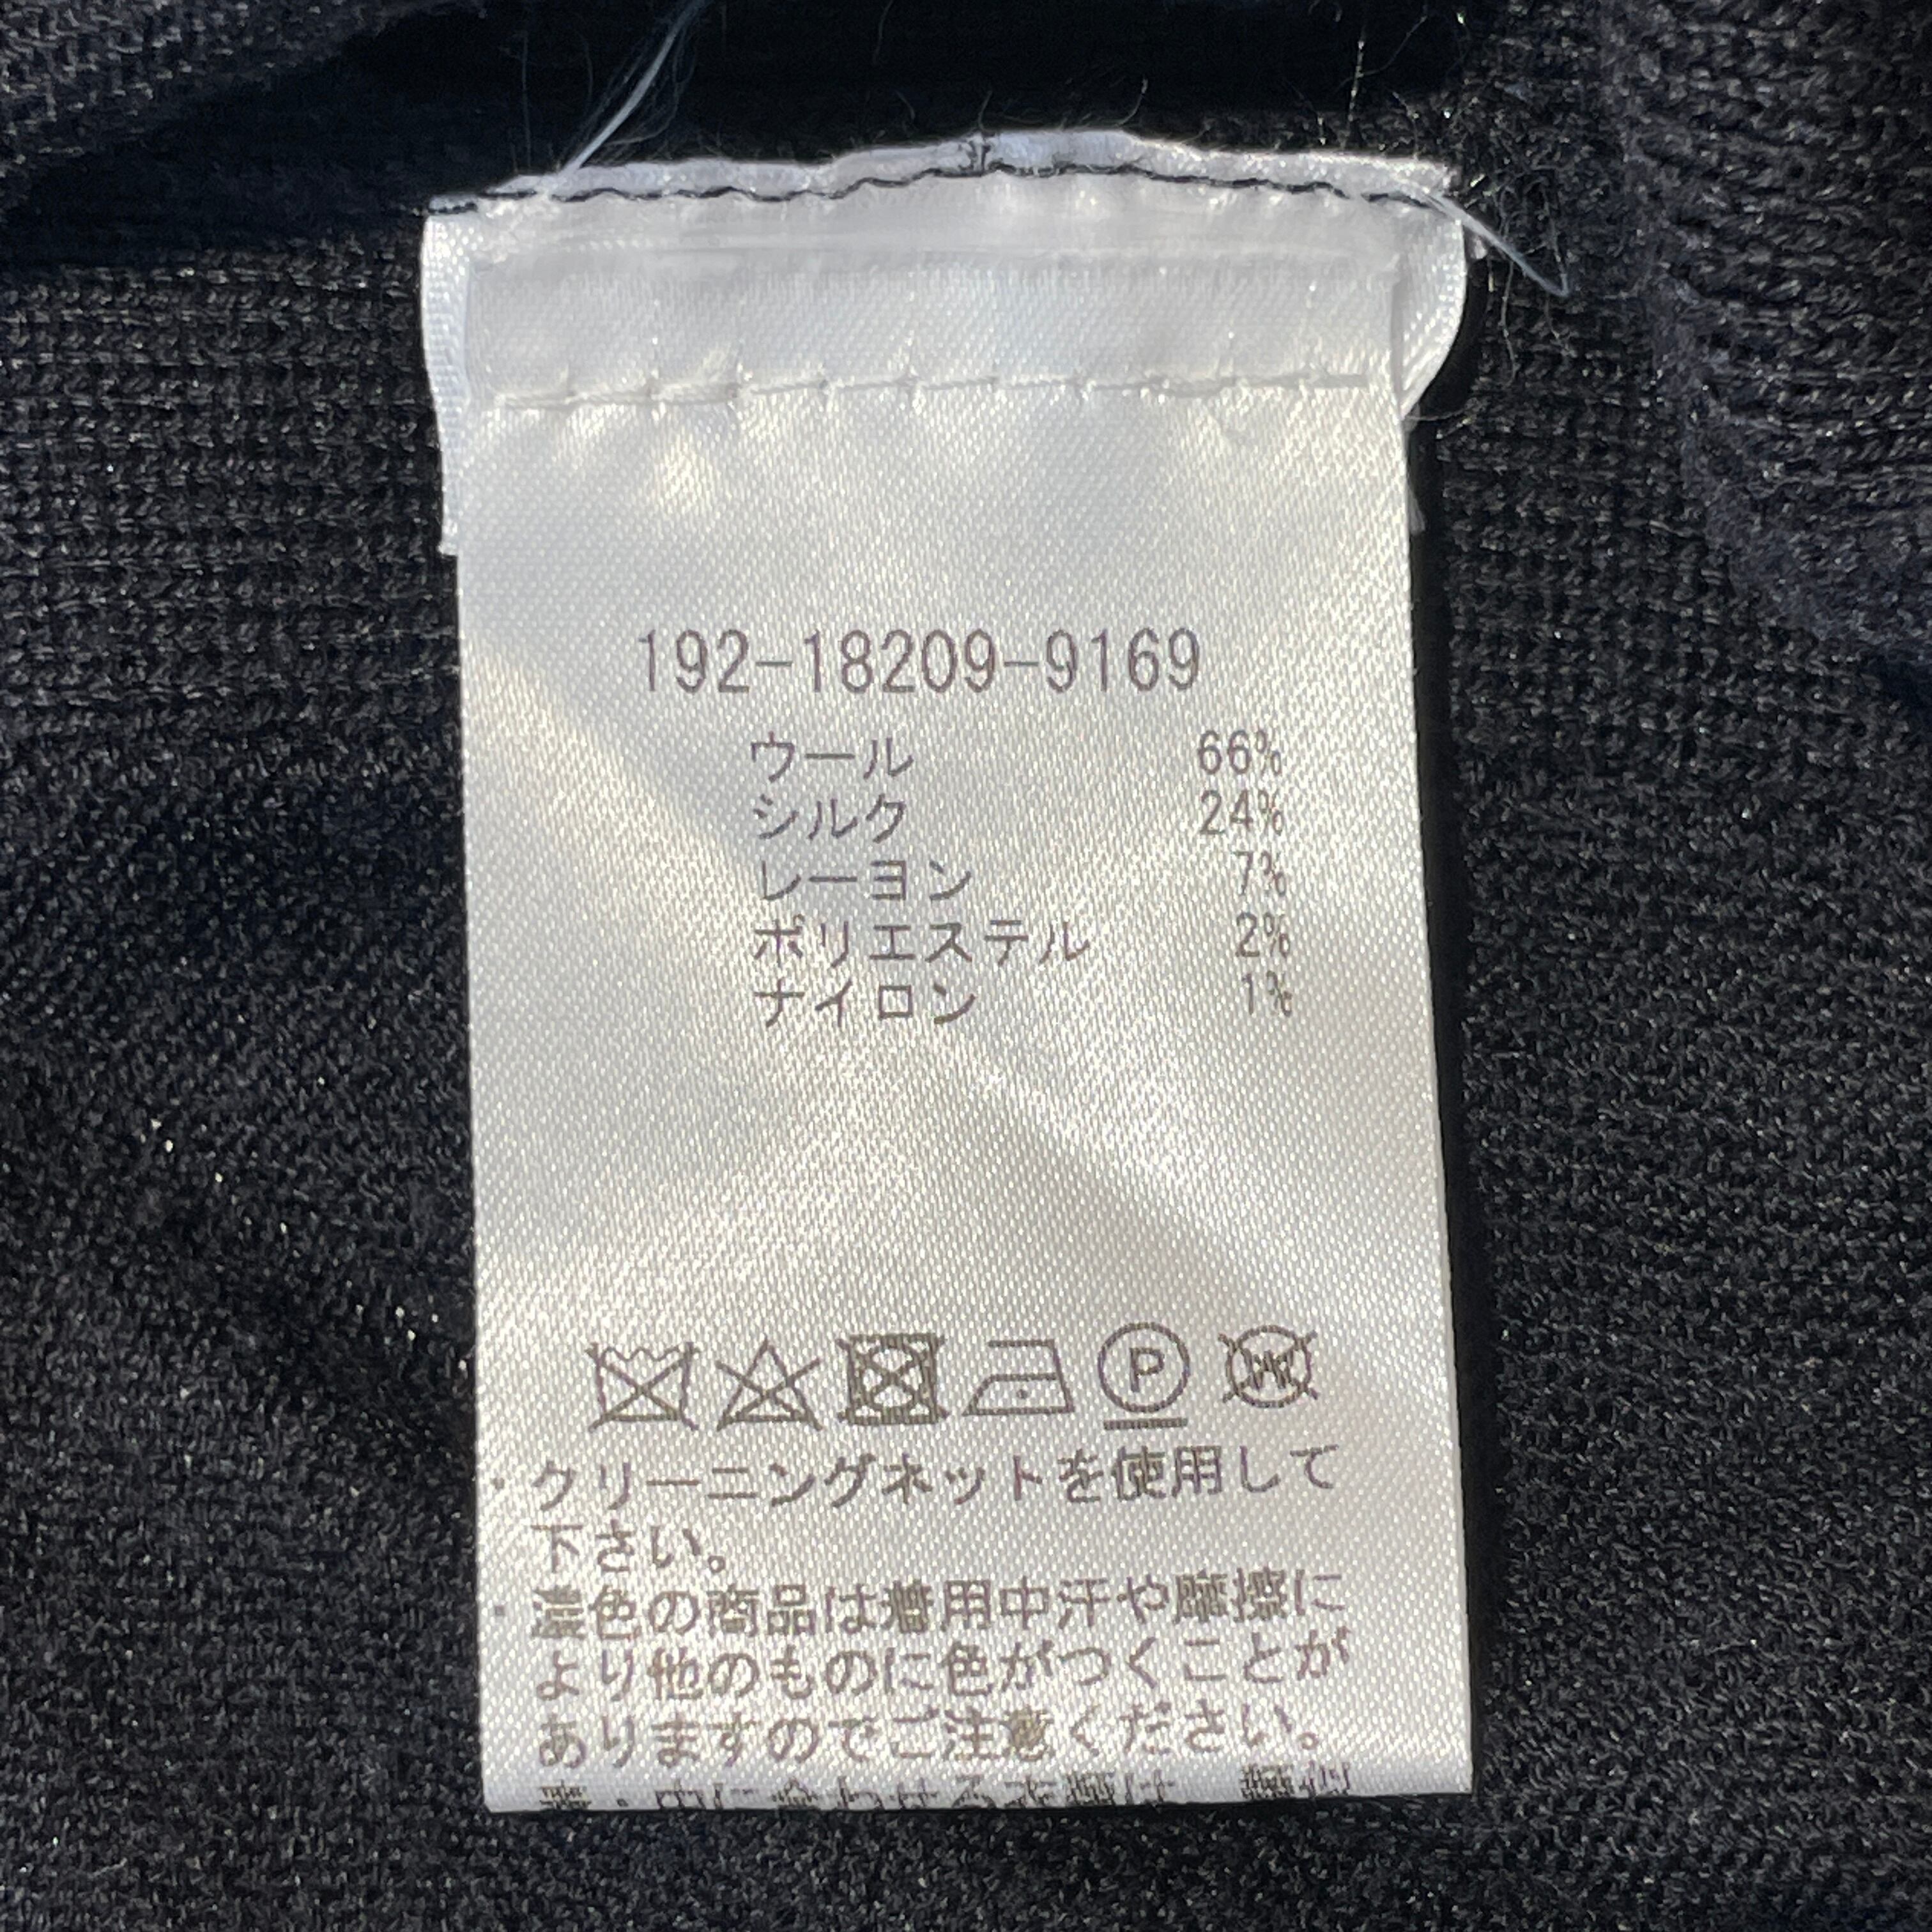 192-18209-9169
ウール 66%
シルク 24%
レーヨン 7%
ポリエステル 2%
ナイロン 1%
P W
・クリーニングネットを使用して
下さい。
・濃色の商品は着用中汗や摩擦に
より他のものに色がつくことが
ありますのでご注意ください。